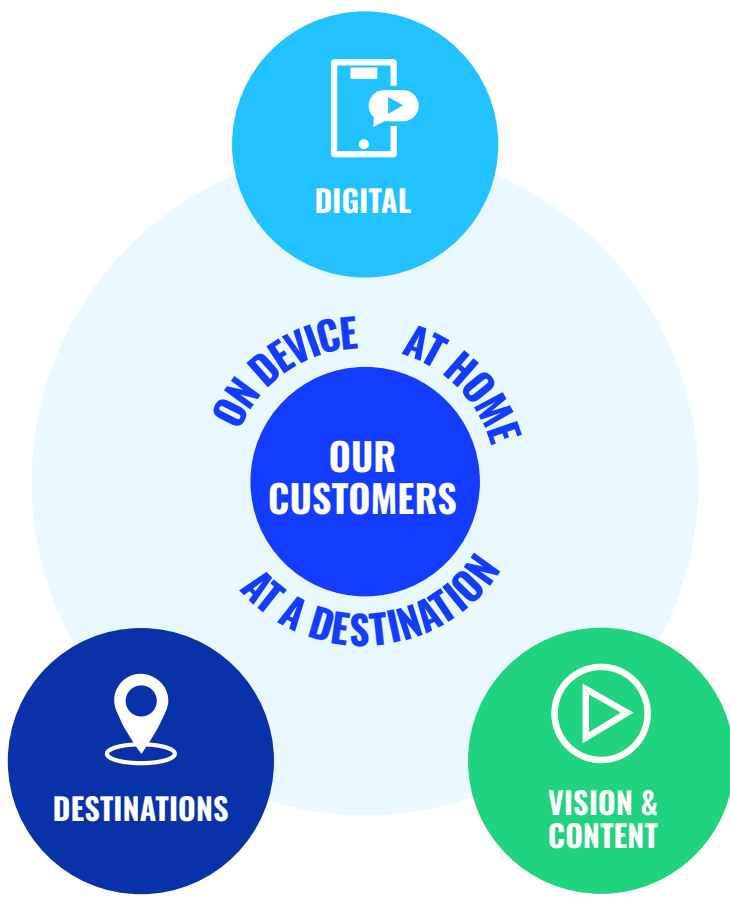 DIGITAL
ON DEVICE
AT HOME
OUR
CUSTOMERS
AT A DESTINATION
DESTINATIONS
VISION &
CONTENT